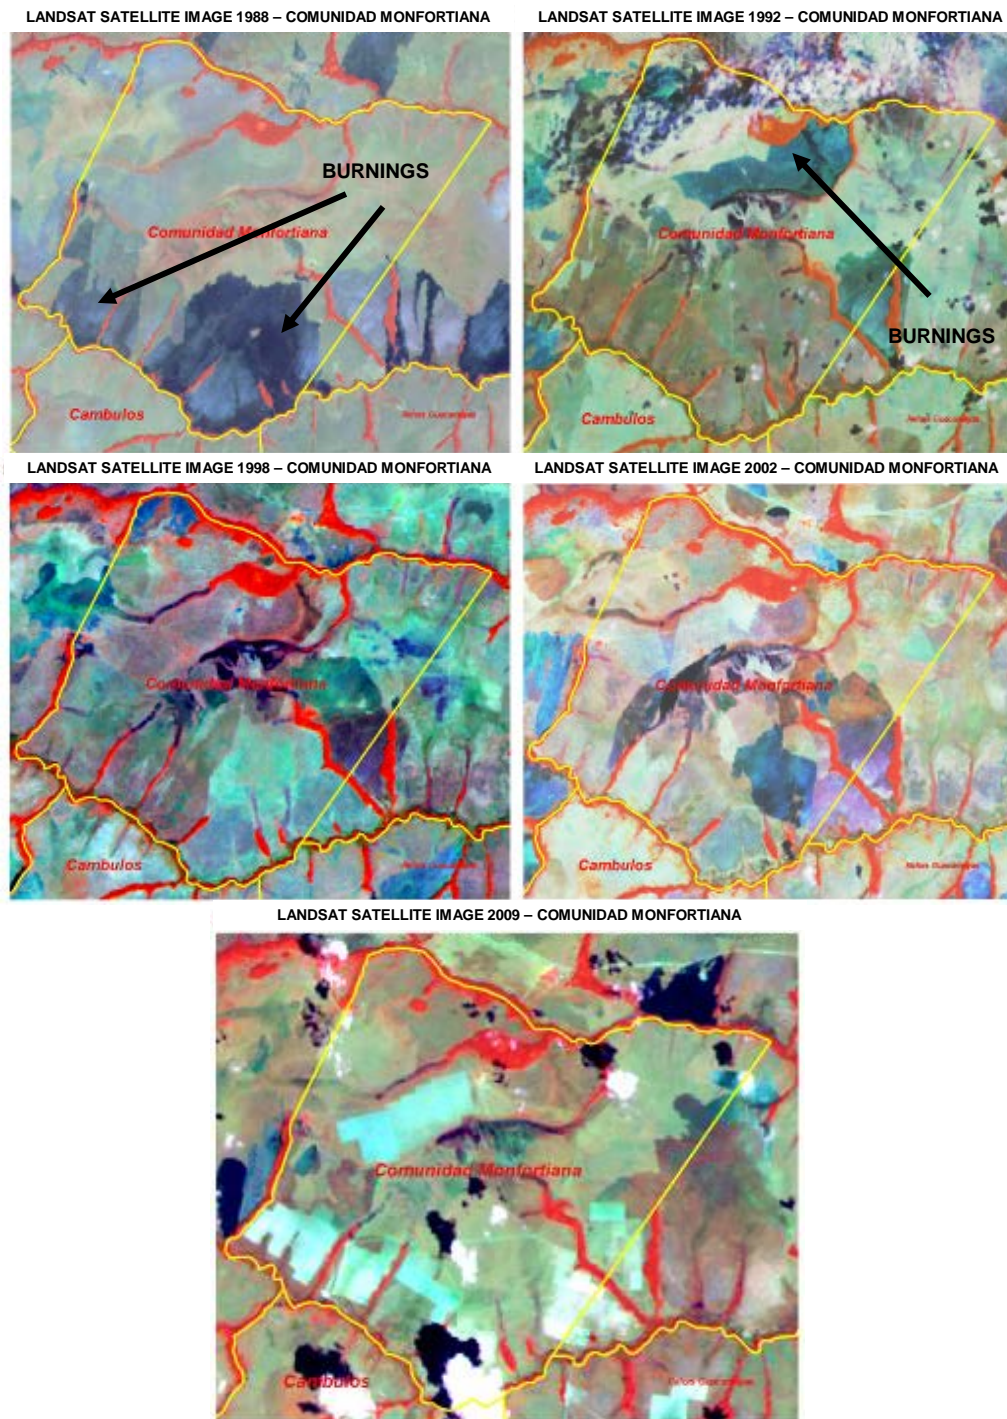 LANDSAT SATELLITE IMAGE 1988 – COMUNIDAD MONFORTIANA
BURNINGS
Comunidad Monfortiana
Cambulos
LANDSAT SATELLITE IMAGE 1992 – COMUNIDAD MONFORTIANA
Comunidad Monfortiana
BURNINGS
Cambulos
LANDSAT SATELLITE IMAGE 1998 – COMUNIDAD MONFORTIANA
Comunidad Monfortiana
Cambulos
LANDSAT SATELLITE IMAGE 2002 – COMUNIDAD MONFORTIANA
Comunidad Monfortiana
Cambulos
LANDSAT SATELLITE IMAGE 2009 – COMUNIDAD MONFORTIANA
Comunidad Monfortiana
Cambulos